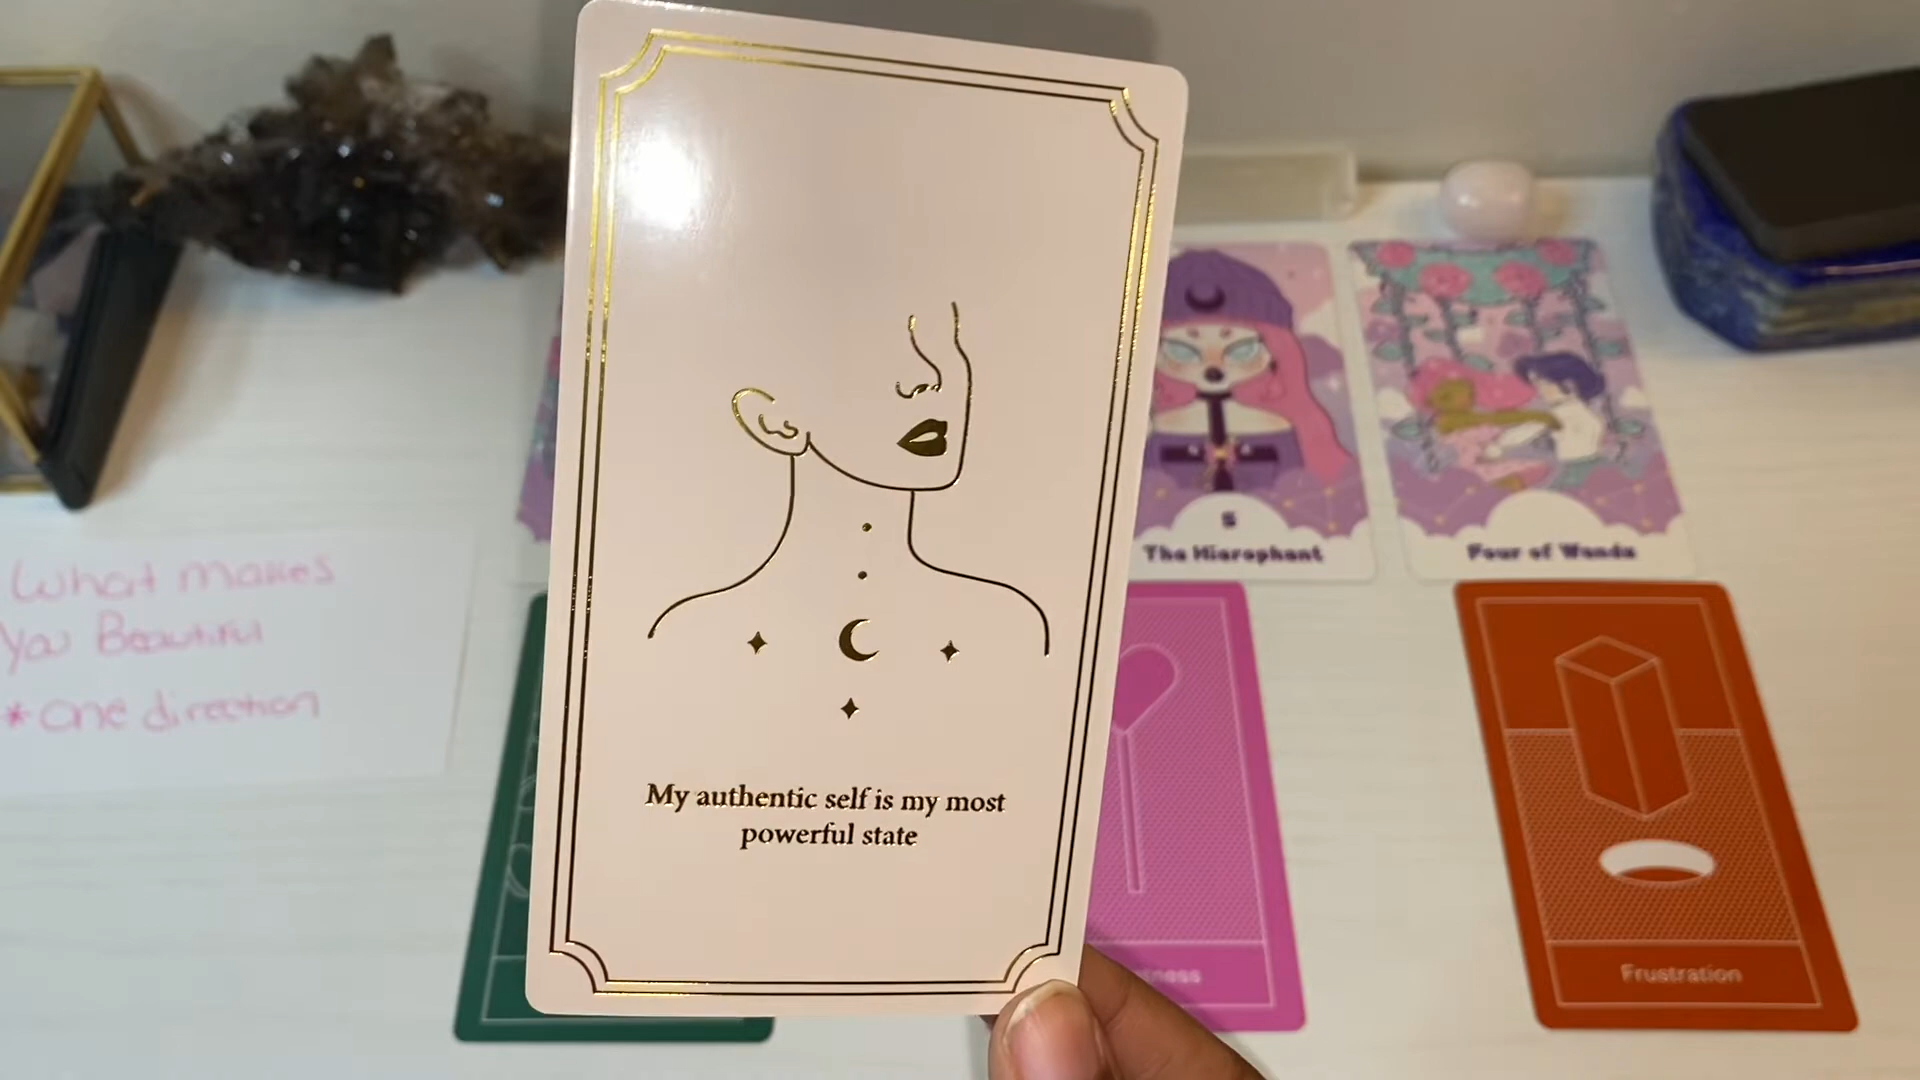 My authentic self is my most
powerful state
What makes
You Beautiful
*One direction
5
The Hierophant
Four of Wands
Frustration